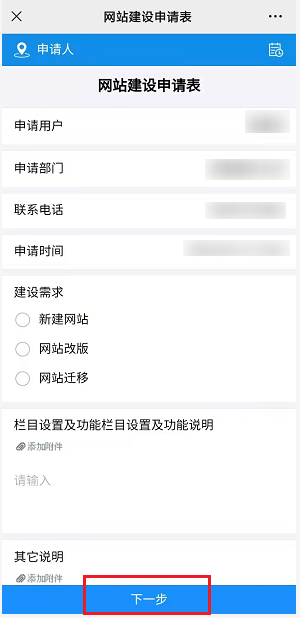 网站建设申请表
申请人
网站建设申请表
申请用户
申请部门
联系电话
申请时间
建设需求
新建网站
网站改版
网站迁移
栏目设置及功能栏目设置及功能说明
添加附件
请输入
其它说明
添加附件
下一步